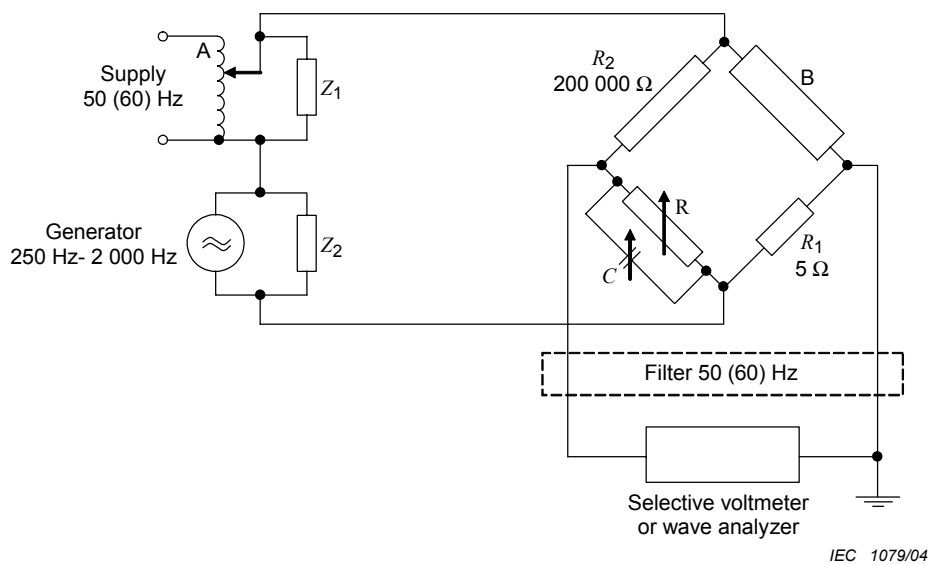 A
Supply
50 (60) Hz
Z1
R2
200 000 Ω
B
Generator
250 Hz- 2 000 Hz
Z2
R
C
R1
5 Ω
Filter 50 (60) Hz
Selective voltmeter
or wave analyzer
IEC 1079/04